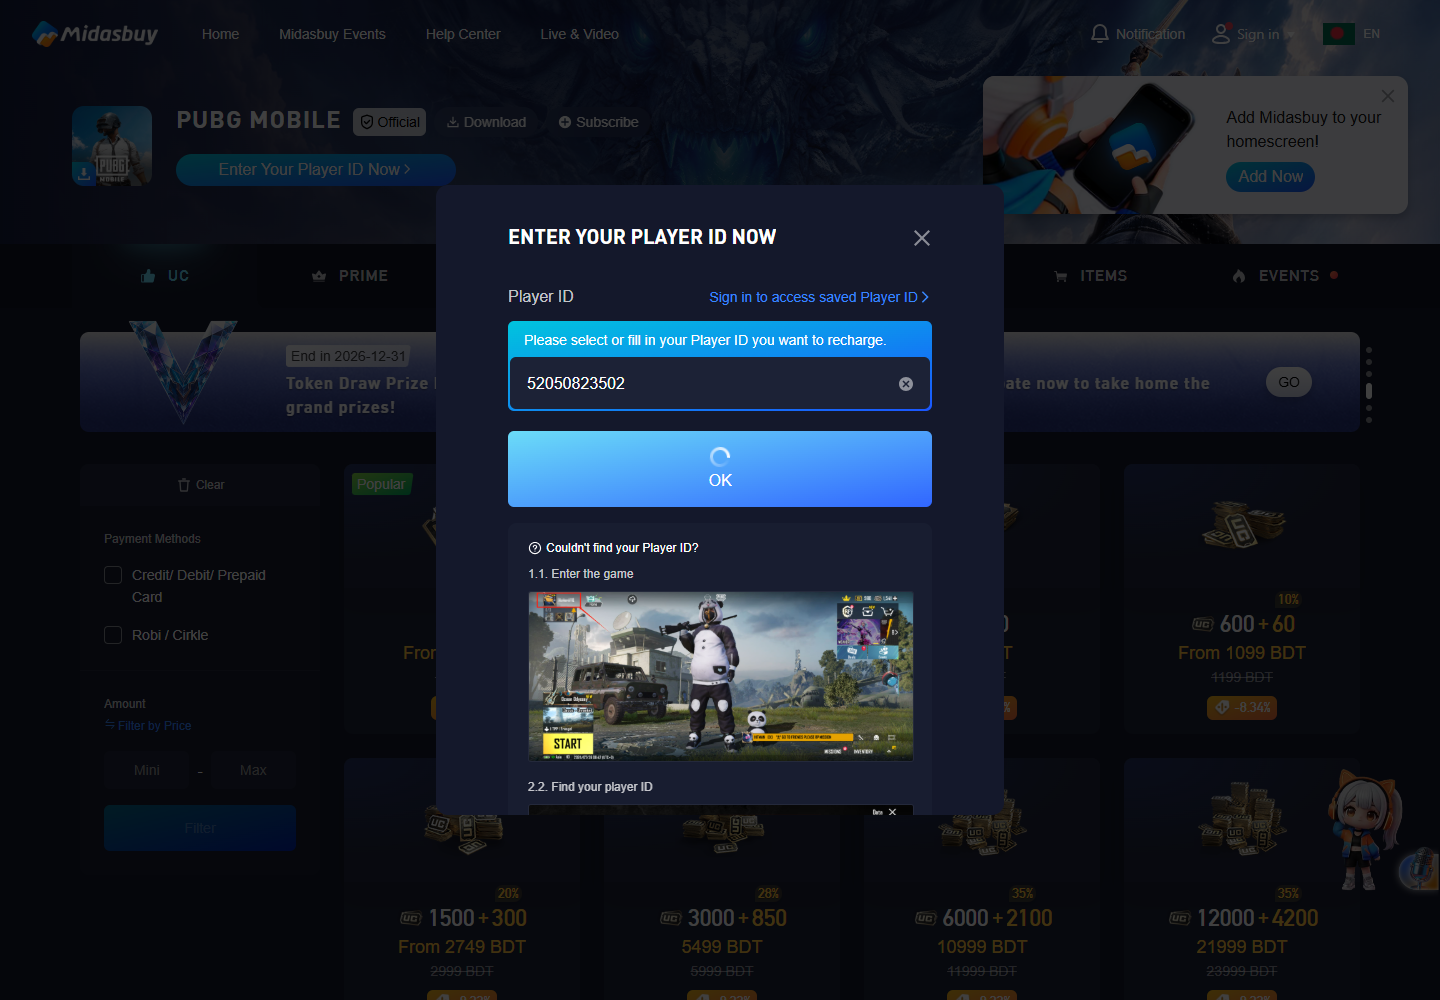 Midasbuy
Home
Midasbuy Events
Help Center
Live & Video
Notification
Sign in
EN
PUBG MOBILE
Official
Download
Subscribe
Enter Your Player ID Now
PUBG
MOBILE
Add Midasbuy to your
homescreen!
Add Now
ENTER YOUR PLAYER ID NOW
UC
PRIME
ITEMS
EVENTS
Player ID
Sign in to access saved Player ID
Please select or fill in your Player ID you want to recharge.
52050823502
OK
End in 2026-12-31
Token Draw Prize
ate now to take home the
grand prizes!
GO
Clear
Payment Methods
Credit/ Debit/ Prepaid
Card
Robi / Cirkle
Amount
Filter by Price
Mini
-
Max
Filter
Popular
Couldn't find your Player ID?
1.1. Enter the game
START
2.2. Find your player ID
10%
600+60
From 1099 BDT
1199 BDT
-8.34%
20%
1500+300
From 2749 BDT
2999 BDT
28%
3000+850
5499 BDT
5999 BDT
35%
6000+2100
10999 BDT
11999 BDT
35%
12000+4200
21999 BDT
23999 BDT